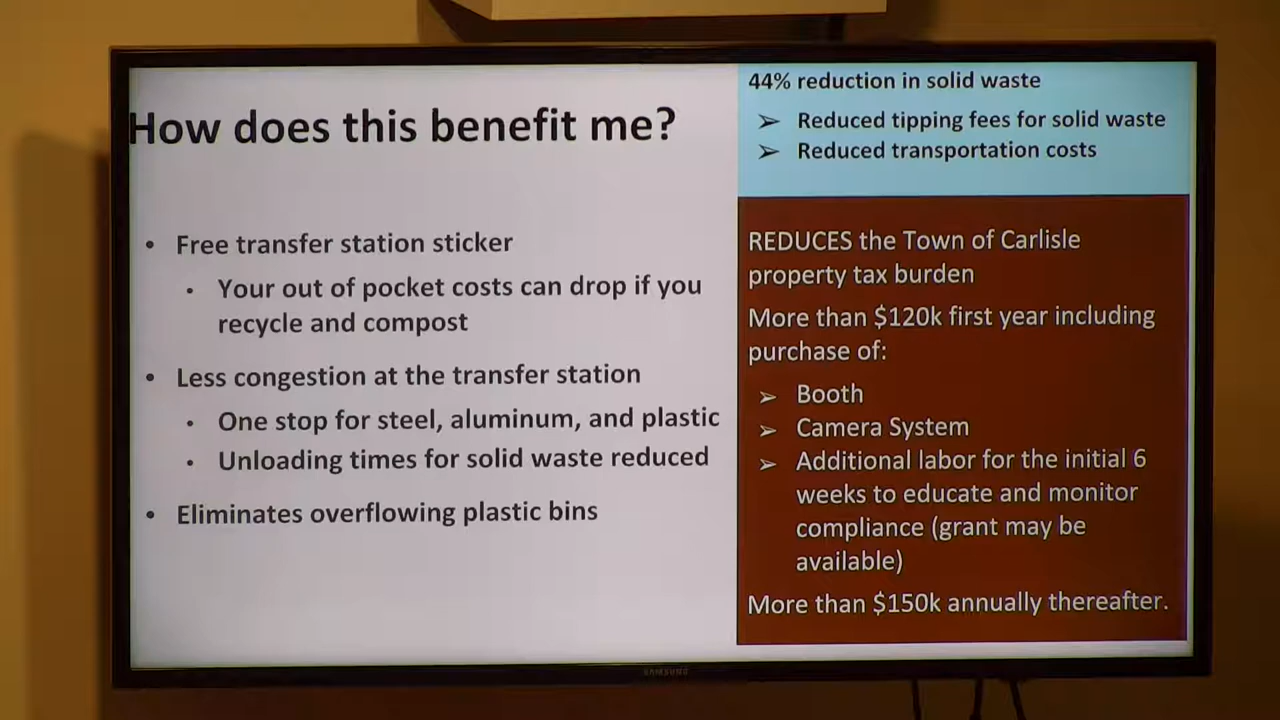 How does this benefit me?
• Free transfer station sticker
• Your out of pocket costs can drop if you
recycle and compost
• Less congestion at the transfer station
• One stop for steel, aluminum, and plastic
• Unloading times for solid waste reduced
• Eliminates overflowing plastic bins
44% reduction in solid waste
➢ Reduced tipping fees for solid waste
➢ Reduced transportation costs
REDUCES the Town of Carlisle
property tax burden
More than $120k first year including
purchase of:
➢ Booth
➢ Camera System
➢ Additional labor for the initial 6
weeks to educate and monitor
compliance (grant may be
available)
More than $150k annually thereafter.
SAMSUNG